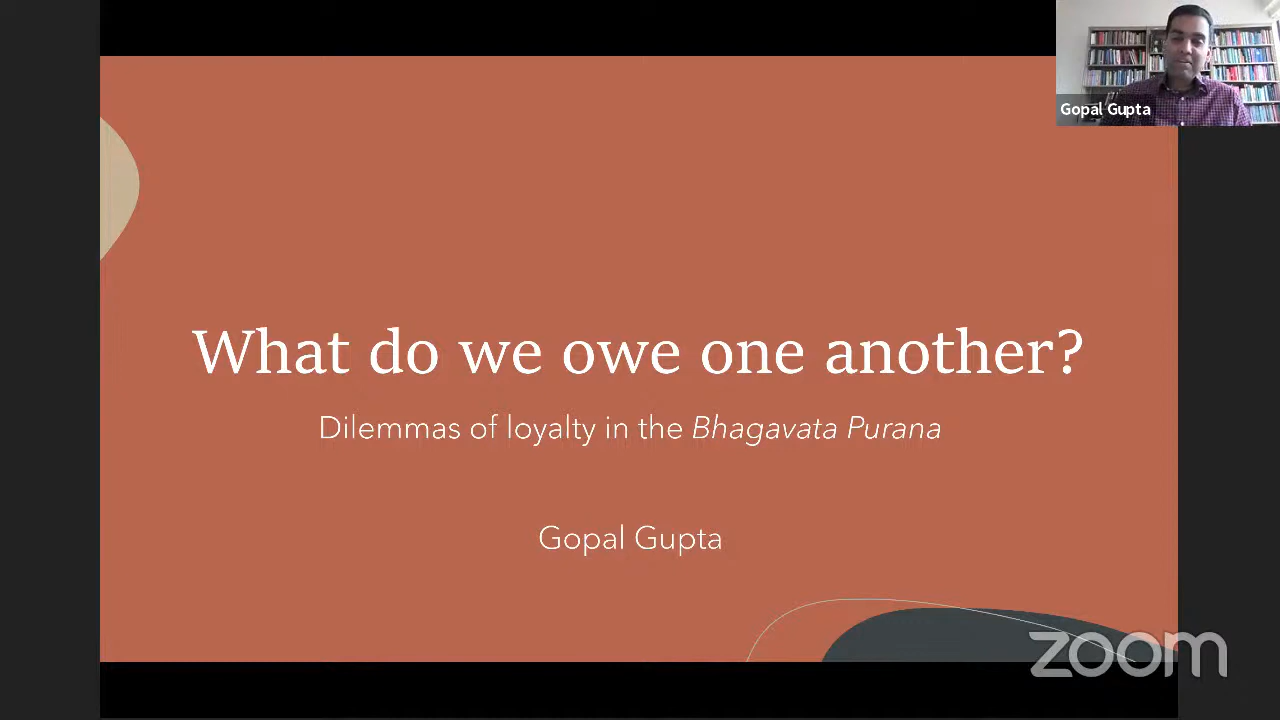 Gopal Gupta
What do we owe one another?
Dilemmas of loyalty in the Bhagavata Purana
Gopal Gupta
zoom